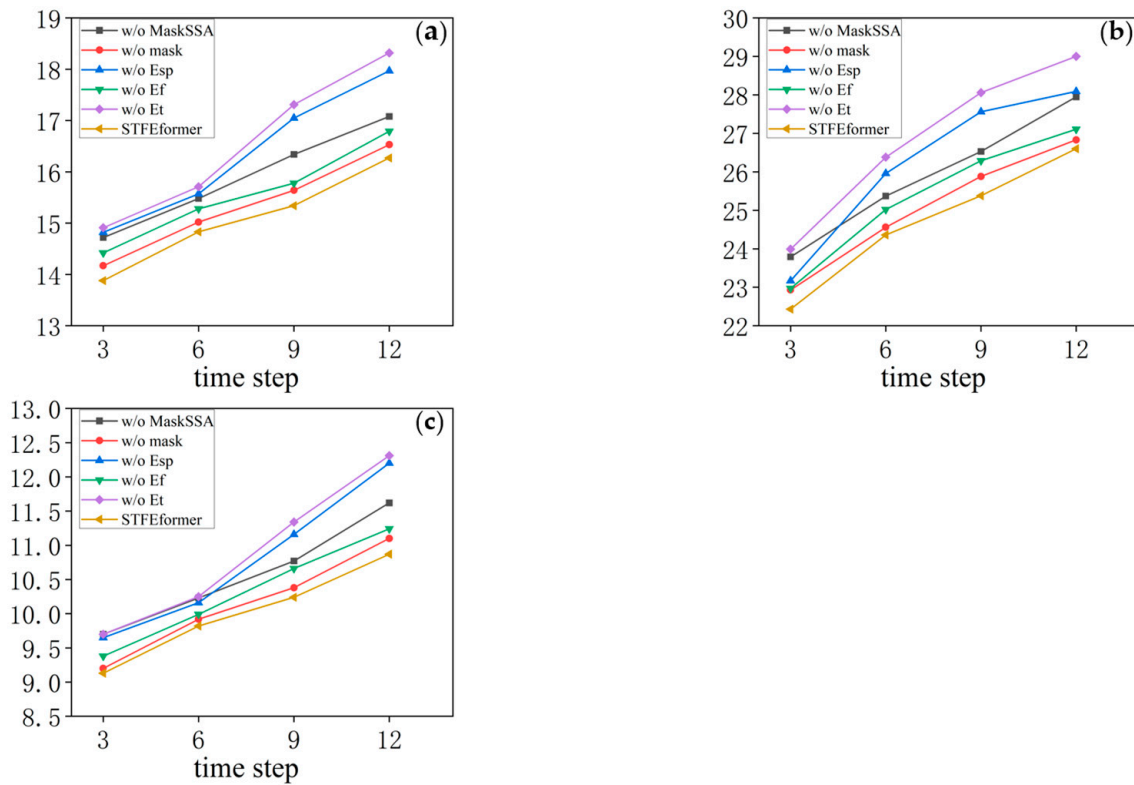 19
18
17
16
15
14
13
w/o MaskSSA
w/o mask
w/o Esp
w/o Ef
w/o Et
STFEformer
(a)
3 6 9 12
time step
30
29
28
27
26
25
24
23
22
w/o MaskSSA
w/o mask
w/o Esp
w/o Ef
w/o Et
STFEformer
(b)
3 6 9 12
time step
13.0
12.5
12.0
11.5
11.0
10.5
10.0
9.5
9.0
8.5
w/o MaskSSA
w/o mask
w/o Esp
w/o Ef
w/o Et
STFEformer
(c)
3 6 9 12
time step